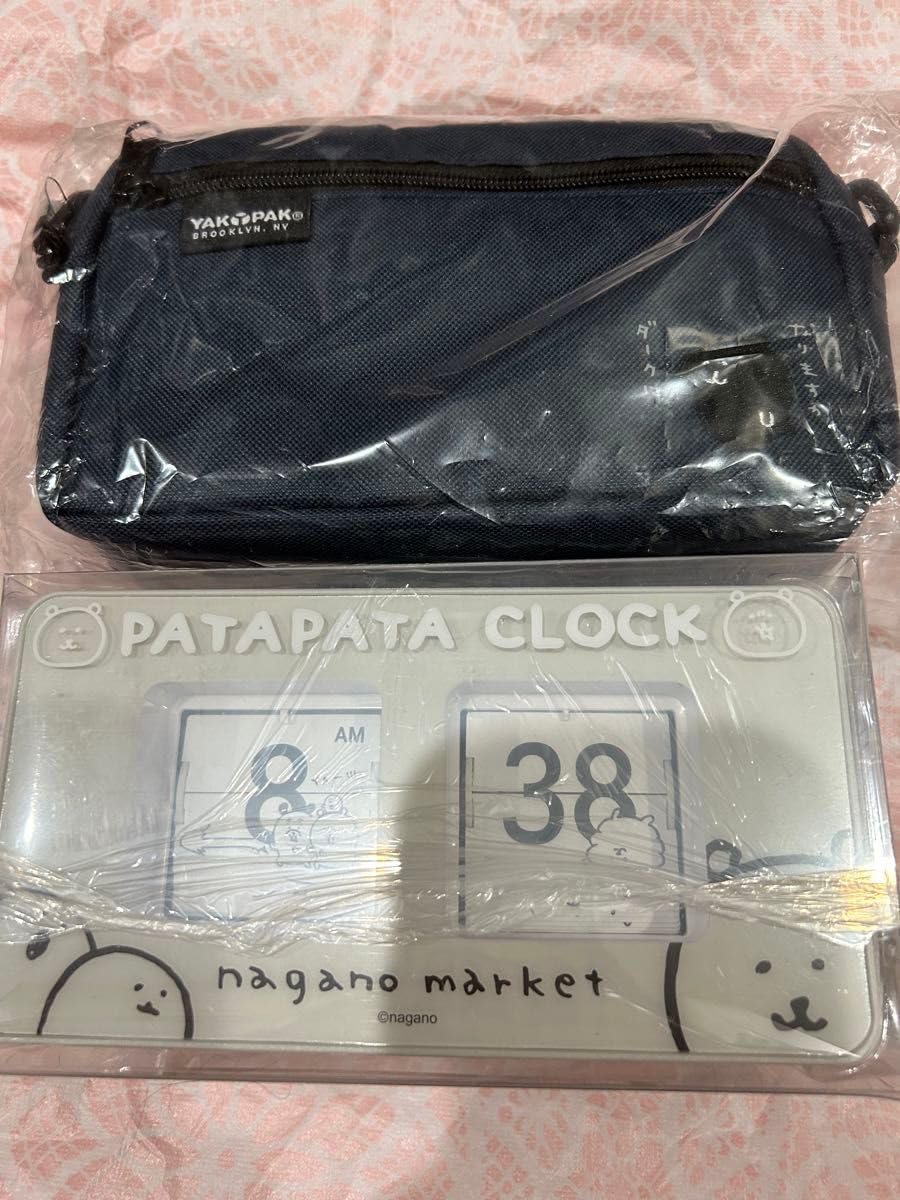 YAKPAK®
BROOKLYN, NY
PATAPATA CLOCK
8
AM
38
nagano market
©nagano